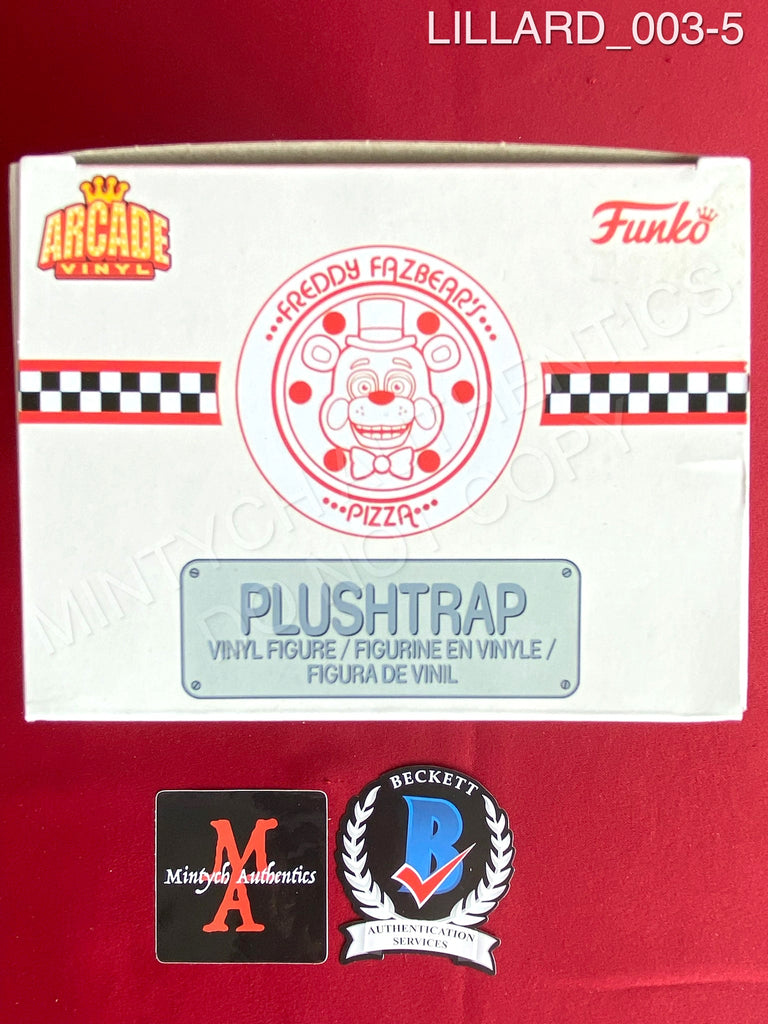 LILLARD_003-5
ARCADE
VINYL
Funko
FREDDY FAZBEAR'S
PIZZA
MINTYCH AUTHENTICS
DO NOT COPY
PLUSHTRAP
VINYL FIGURE / FIGURINE EN VINYLE /
FIGURA DE VINIL
MA
Mintych Authentics
BECKETT
B
AUTHENTICATION
SERVICES